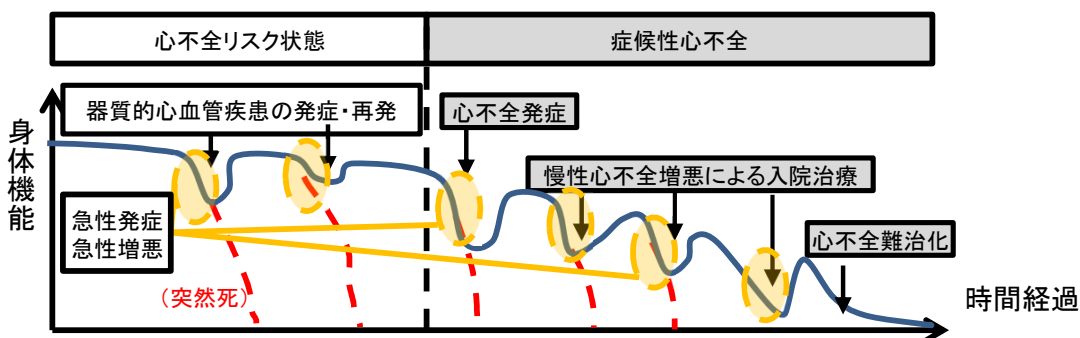 心不全リスク状態
症候性心不全
器質的心血管疾患の発症・再発
心不全発症
身体機能
慢性心不全増悪による入院治療
急性発症
急性増悪
心不全難治化
（突然死）
時間経過